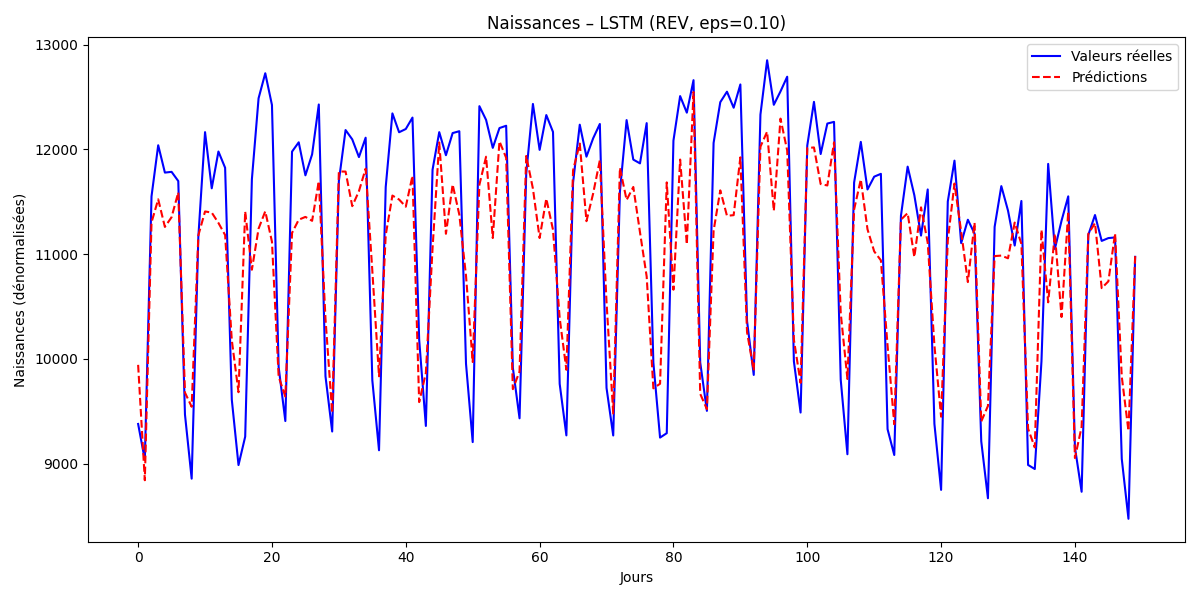 Naissances – LSTM (REV, eps=0.10)
Valeurs réelles
Prédictions
13000
12000
11000
10000
9000
Naissances (dénormalisées)
0 20 40 60 80 100 120 140
Jours